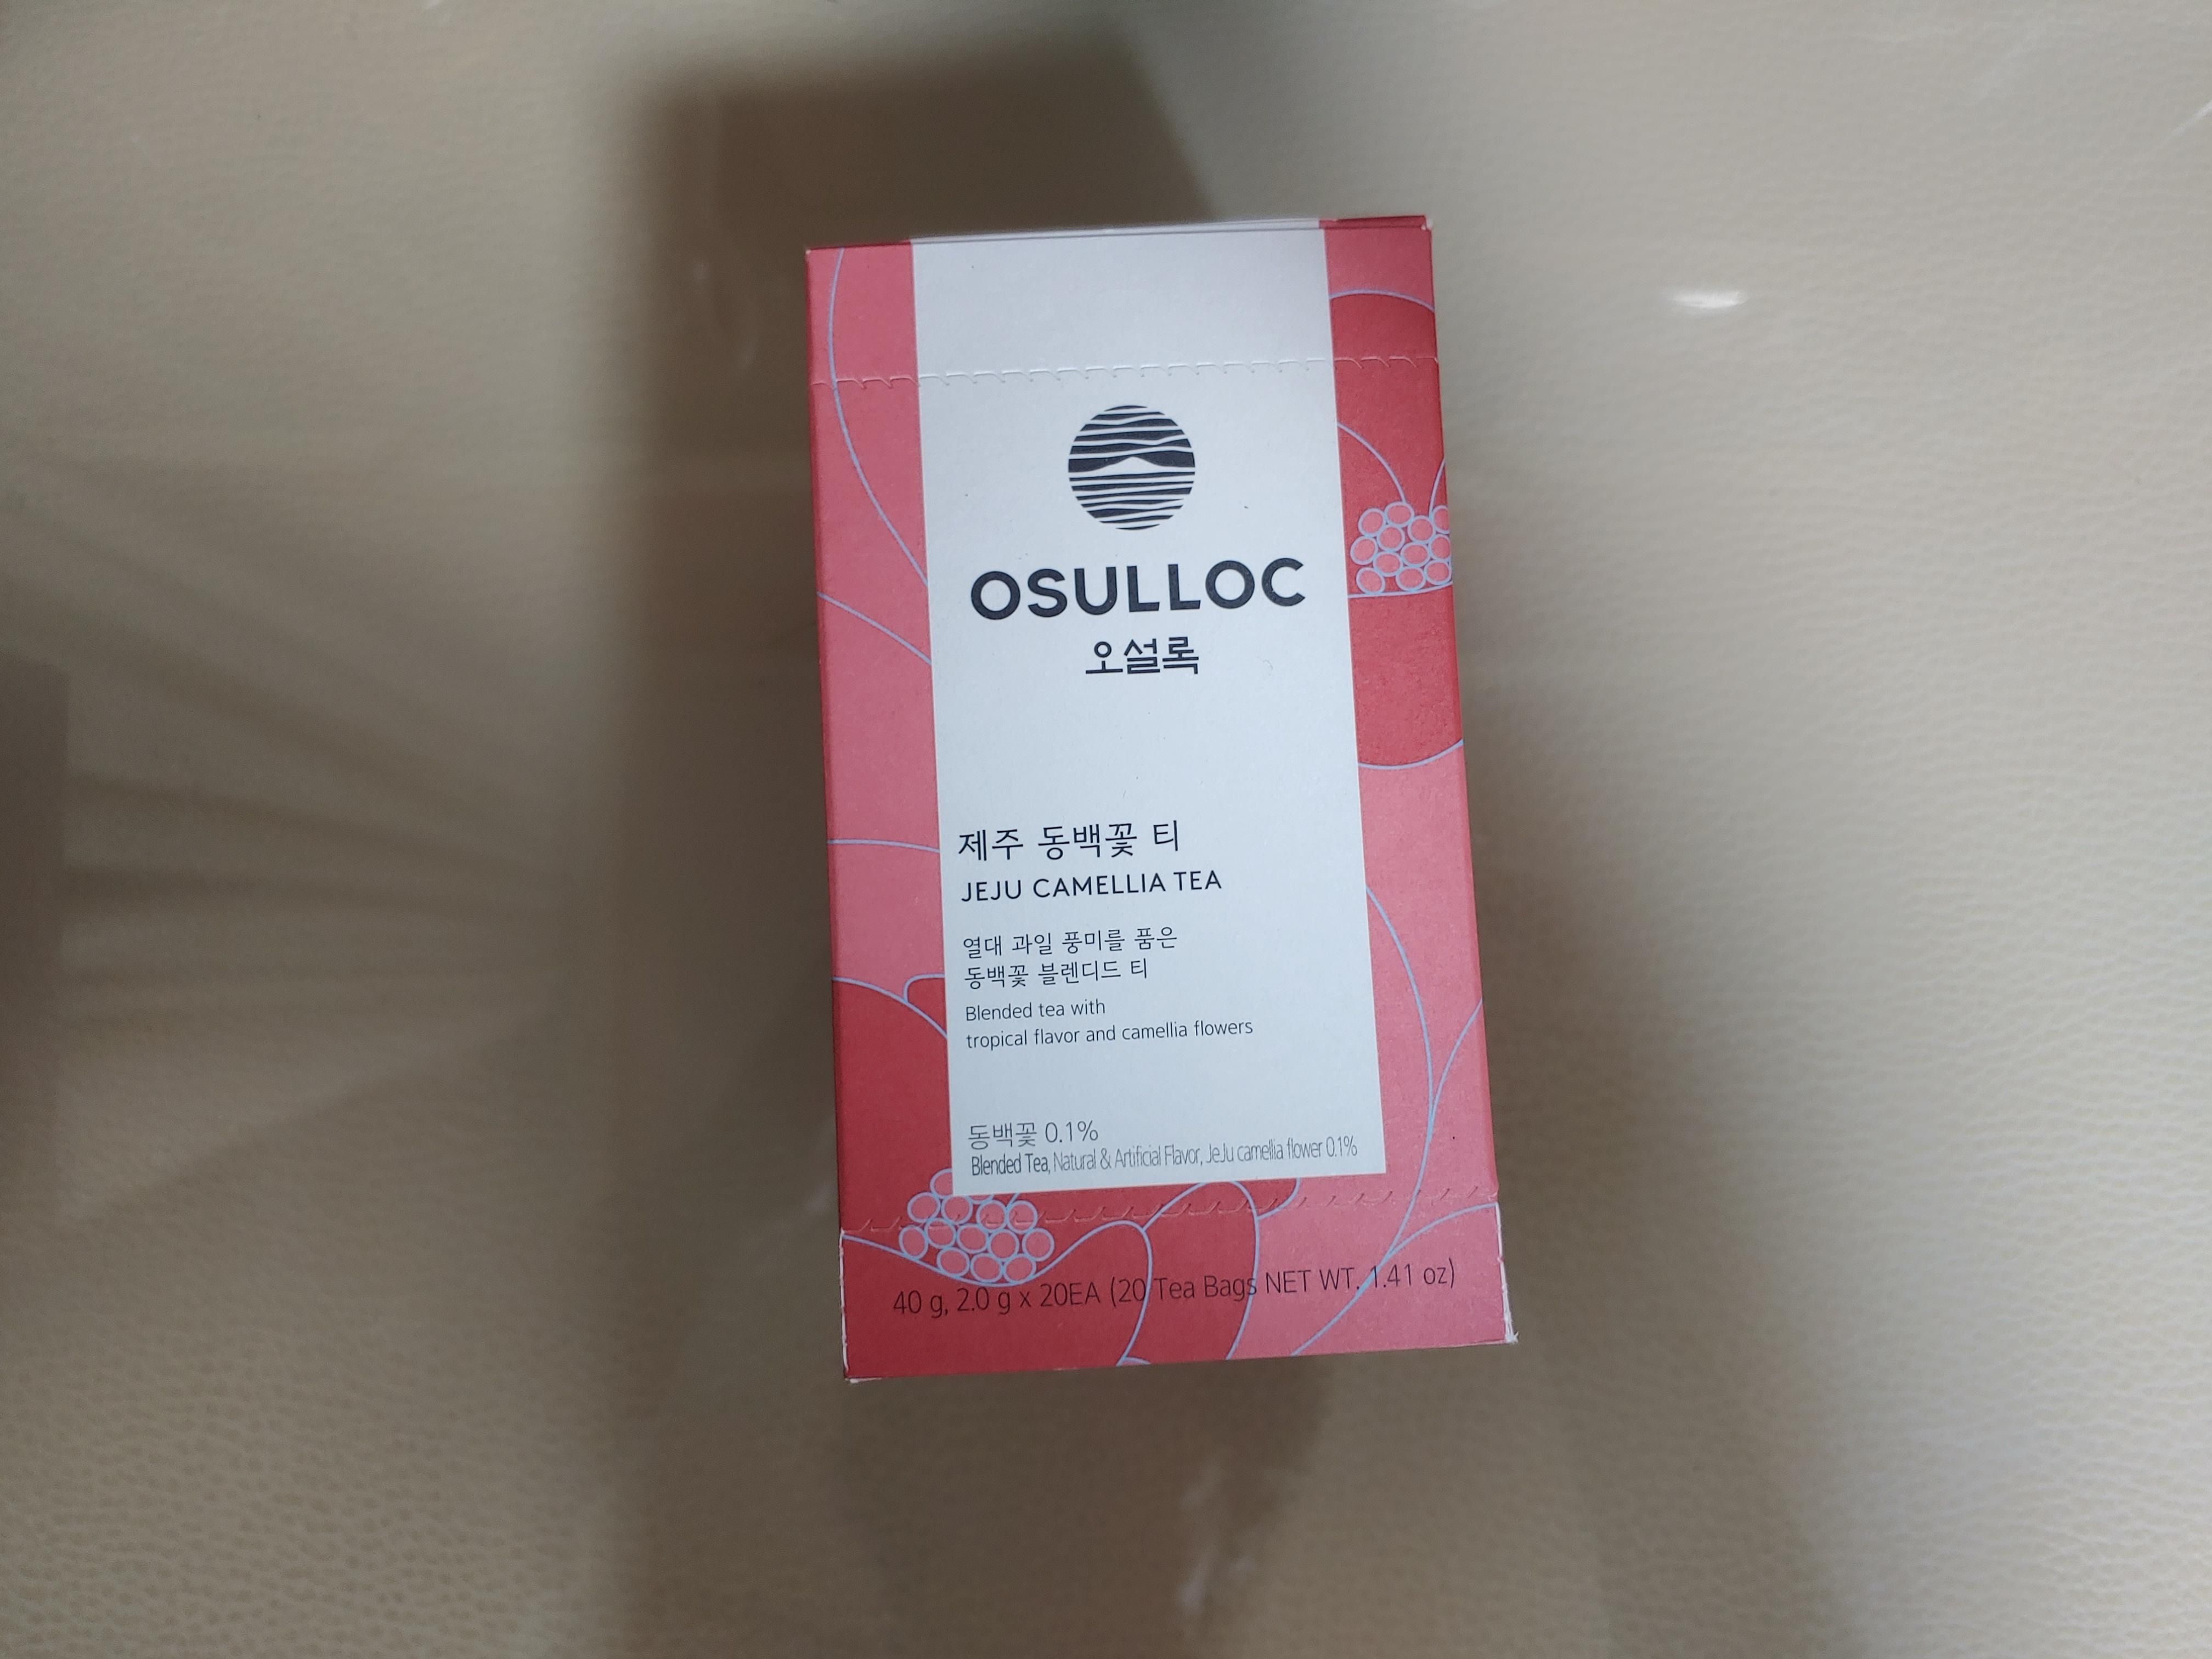 OSULLOC
오설록
제주 동백꽃 티
JEJU CAMELLIA TEA
열대 과일 풍미를 품은
동백꽃 블렌디드 티
Blended tea with
tropical flavor and camellia flowers
동백꽃 0.1%
Blended Tea, Natural & Artificial Flavor, JeJu camellia flower 0.1%
40 g, 2.0 g x 20EA (20 Tea Bags NET WT. 1.41 oz)